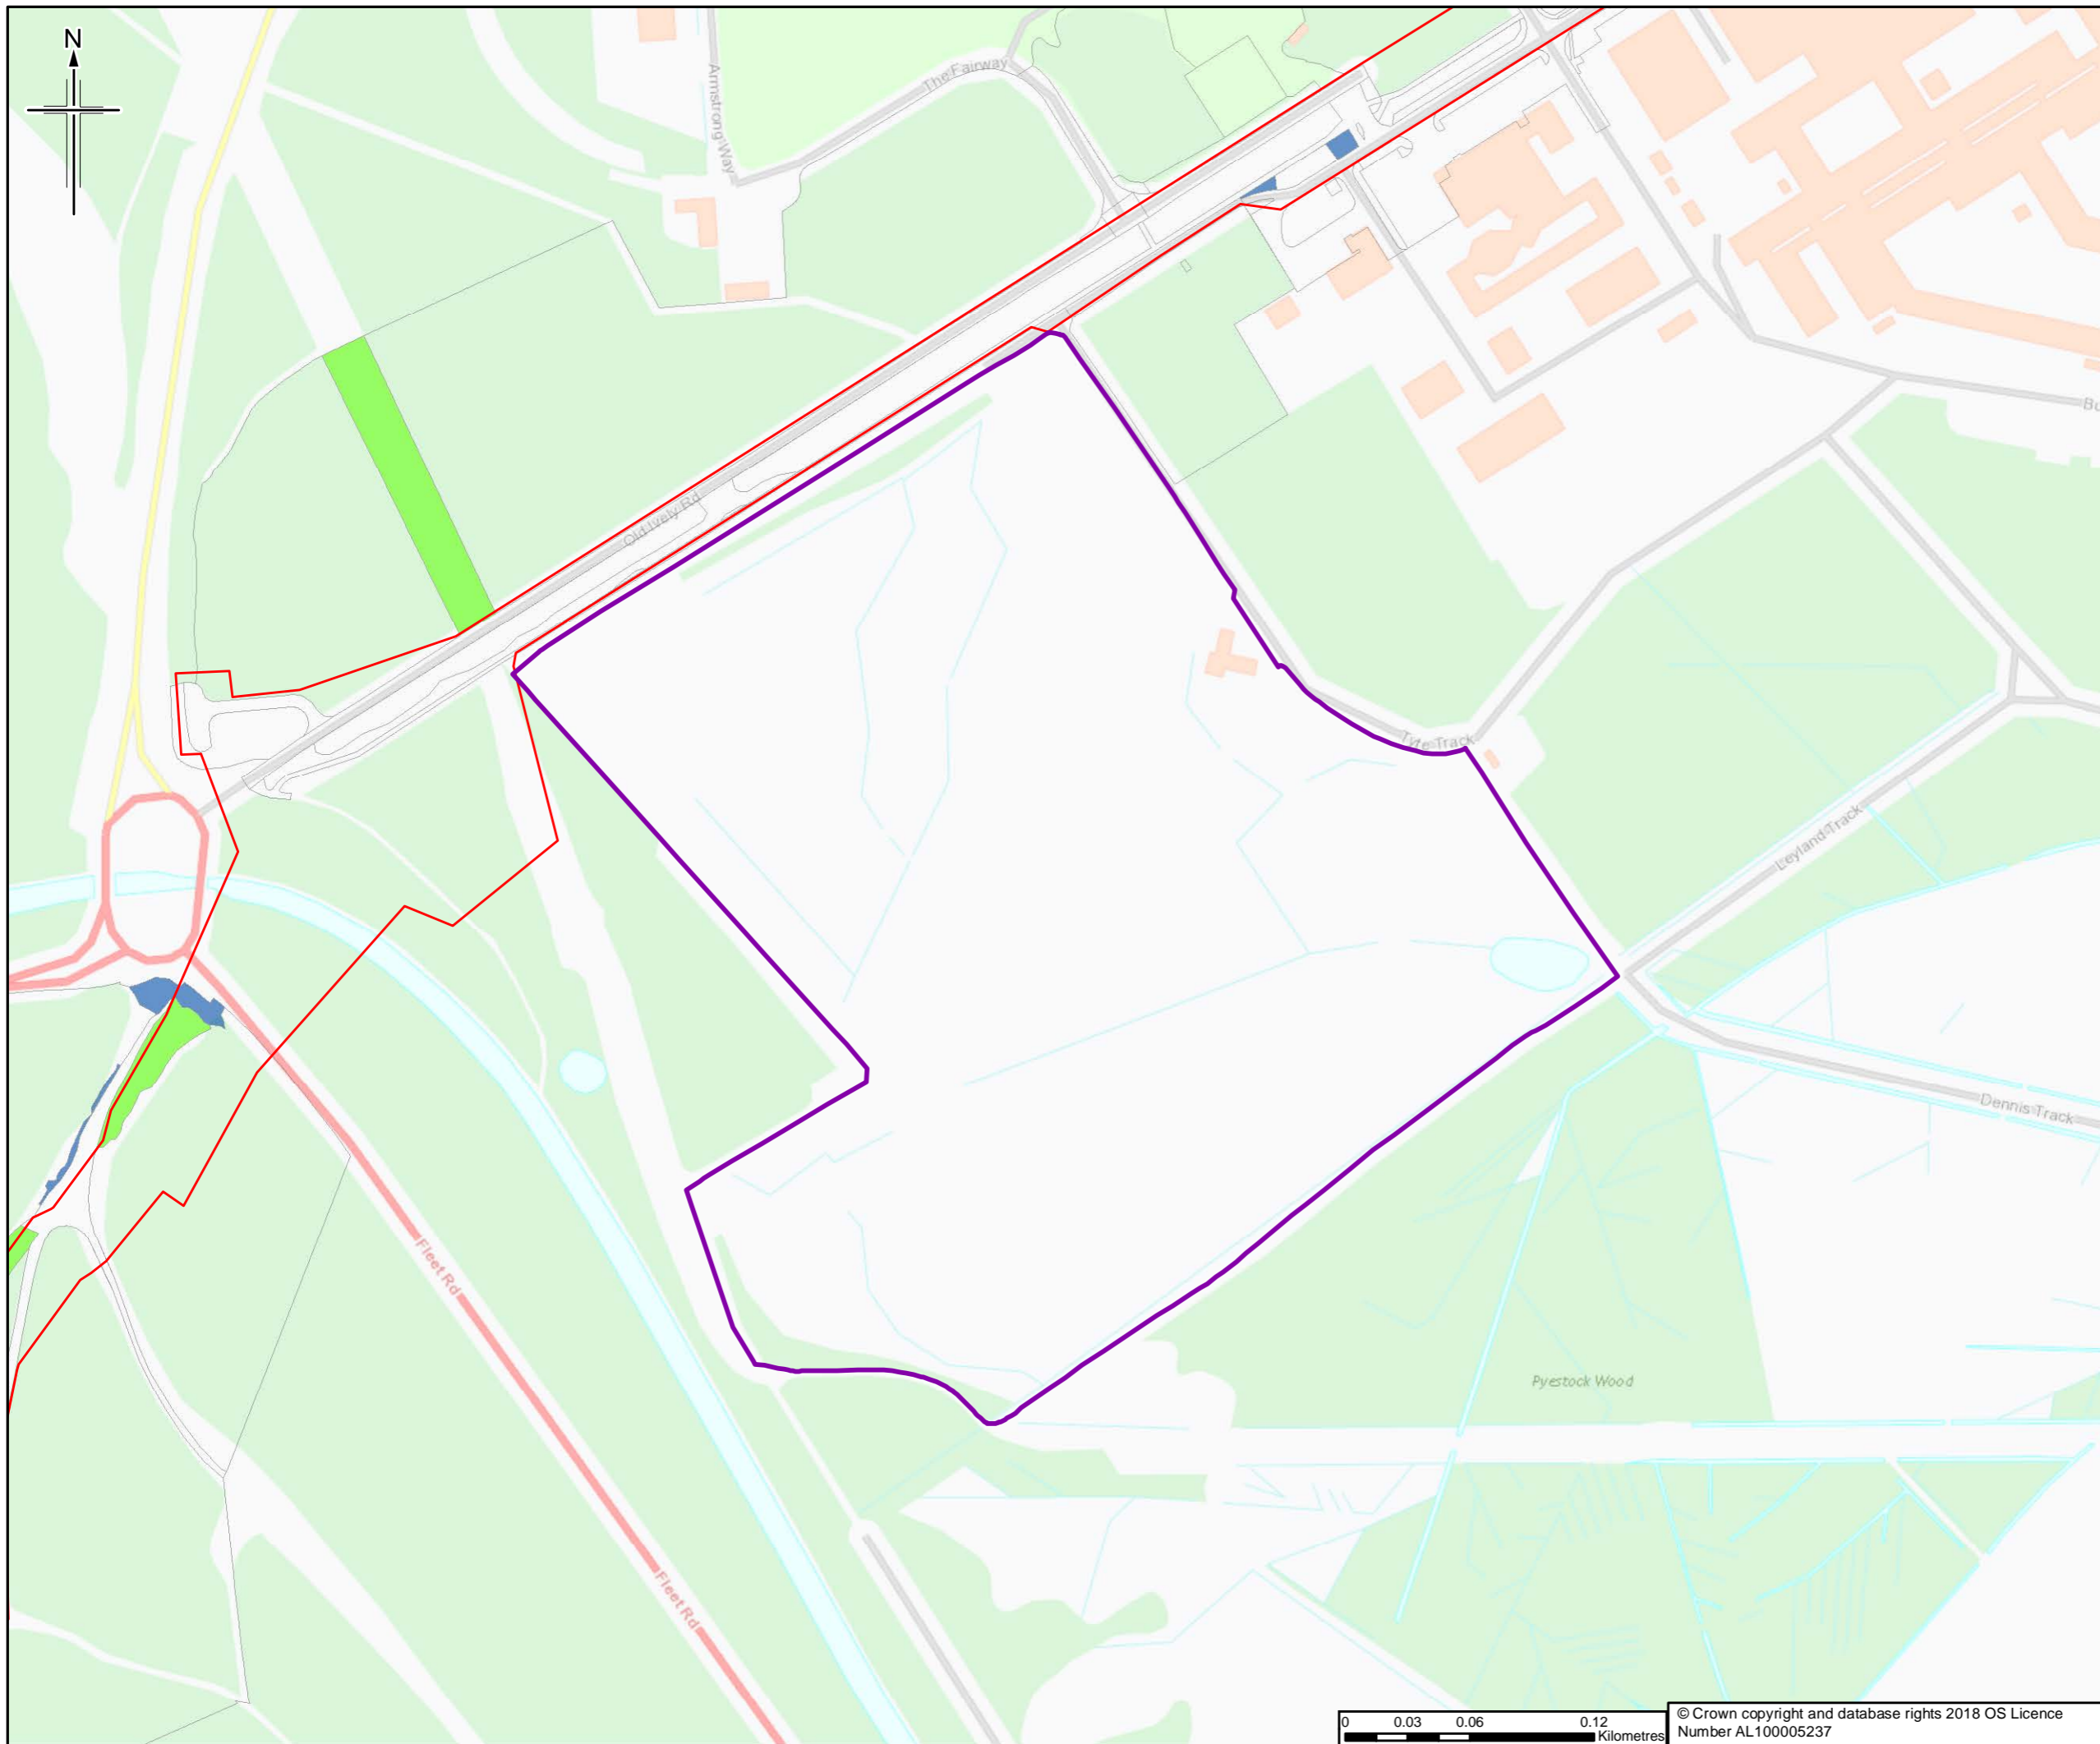 N
Armstrong Way
The Fairway
Bu
Old Ively Rd
Tyte Track
Leyland Track
Dennis Track
Fleet Rd
Pyestock Wood
Fleet Rd
0 0.03 0.06 0.12
Kilometres
© Crown copyright and database rights 2018 OS Licence
Number AL100005237